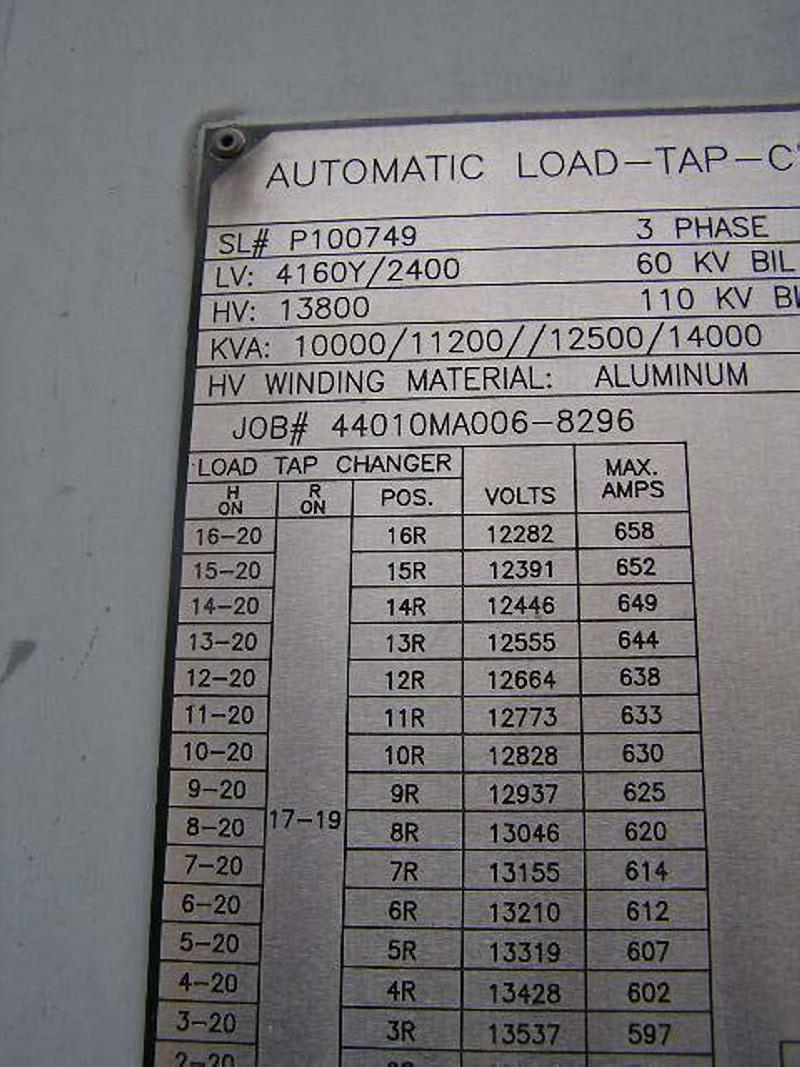 AUTOMATIC LOAD-TAP-C
SL# P100749 3 PHASE
LV: 4160Y/2400 60 KV BIL
HV: 13800 110 KV
KVA: 10000/11200//12500/14000
HV WINDING MATERIAL: ALUMINUM
JOB# 44010MA006-8296
LOAD TAP CHANGER VOLTS MAX. AMPS
H ON R ON POS.
16-20 16R 12282 658
15-20 15R 12391 652
14-20 14R 12446 649
13-20 13R 12555 644
12-20 12R 12664 638
11-20 11R 12773 633
10-20 10R 12828 630
9-20 9R 12937 625
8-20 17-19 8R 13046 620
7-20 7R 13155 614
6-20 6R 13210 612
5-20 5R 13319 607
4-20 4R 13428 602
3-20 3R 13537 597
2-20